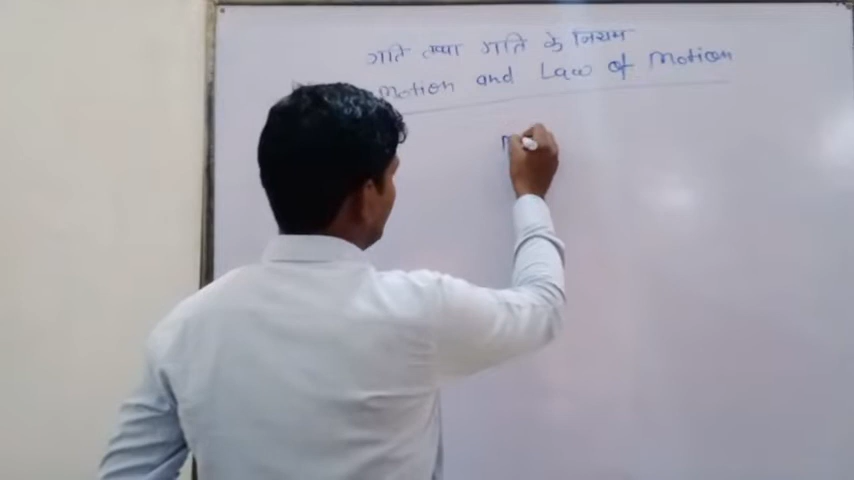 गति तथा गति के नियम
Motion and Law of Motion